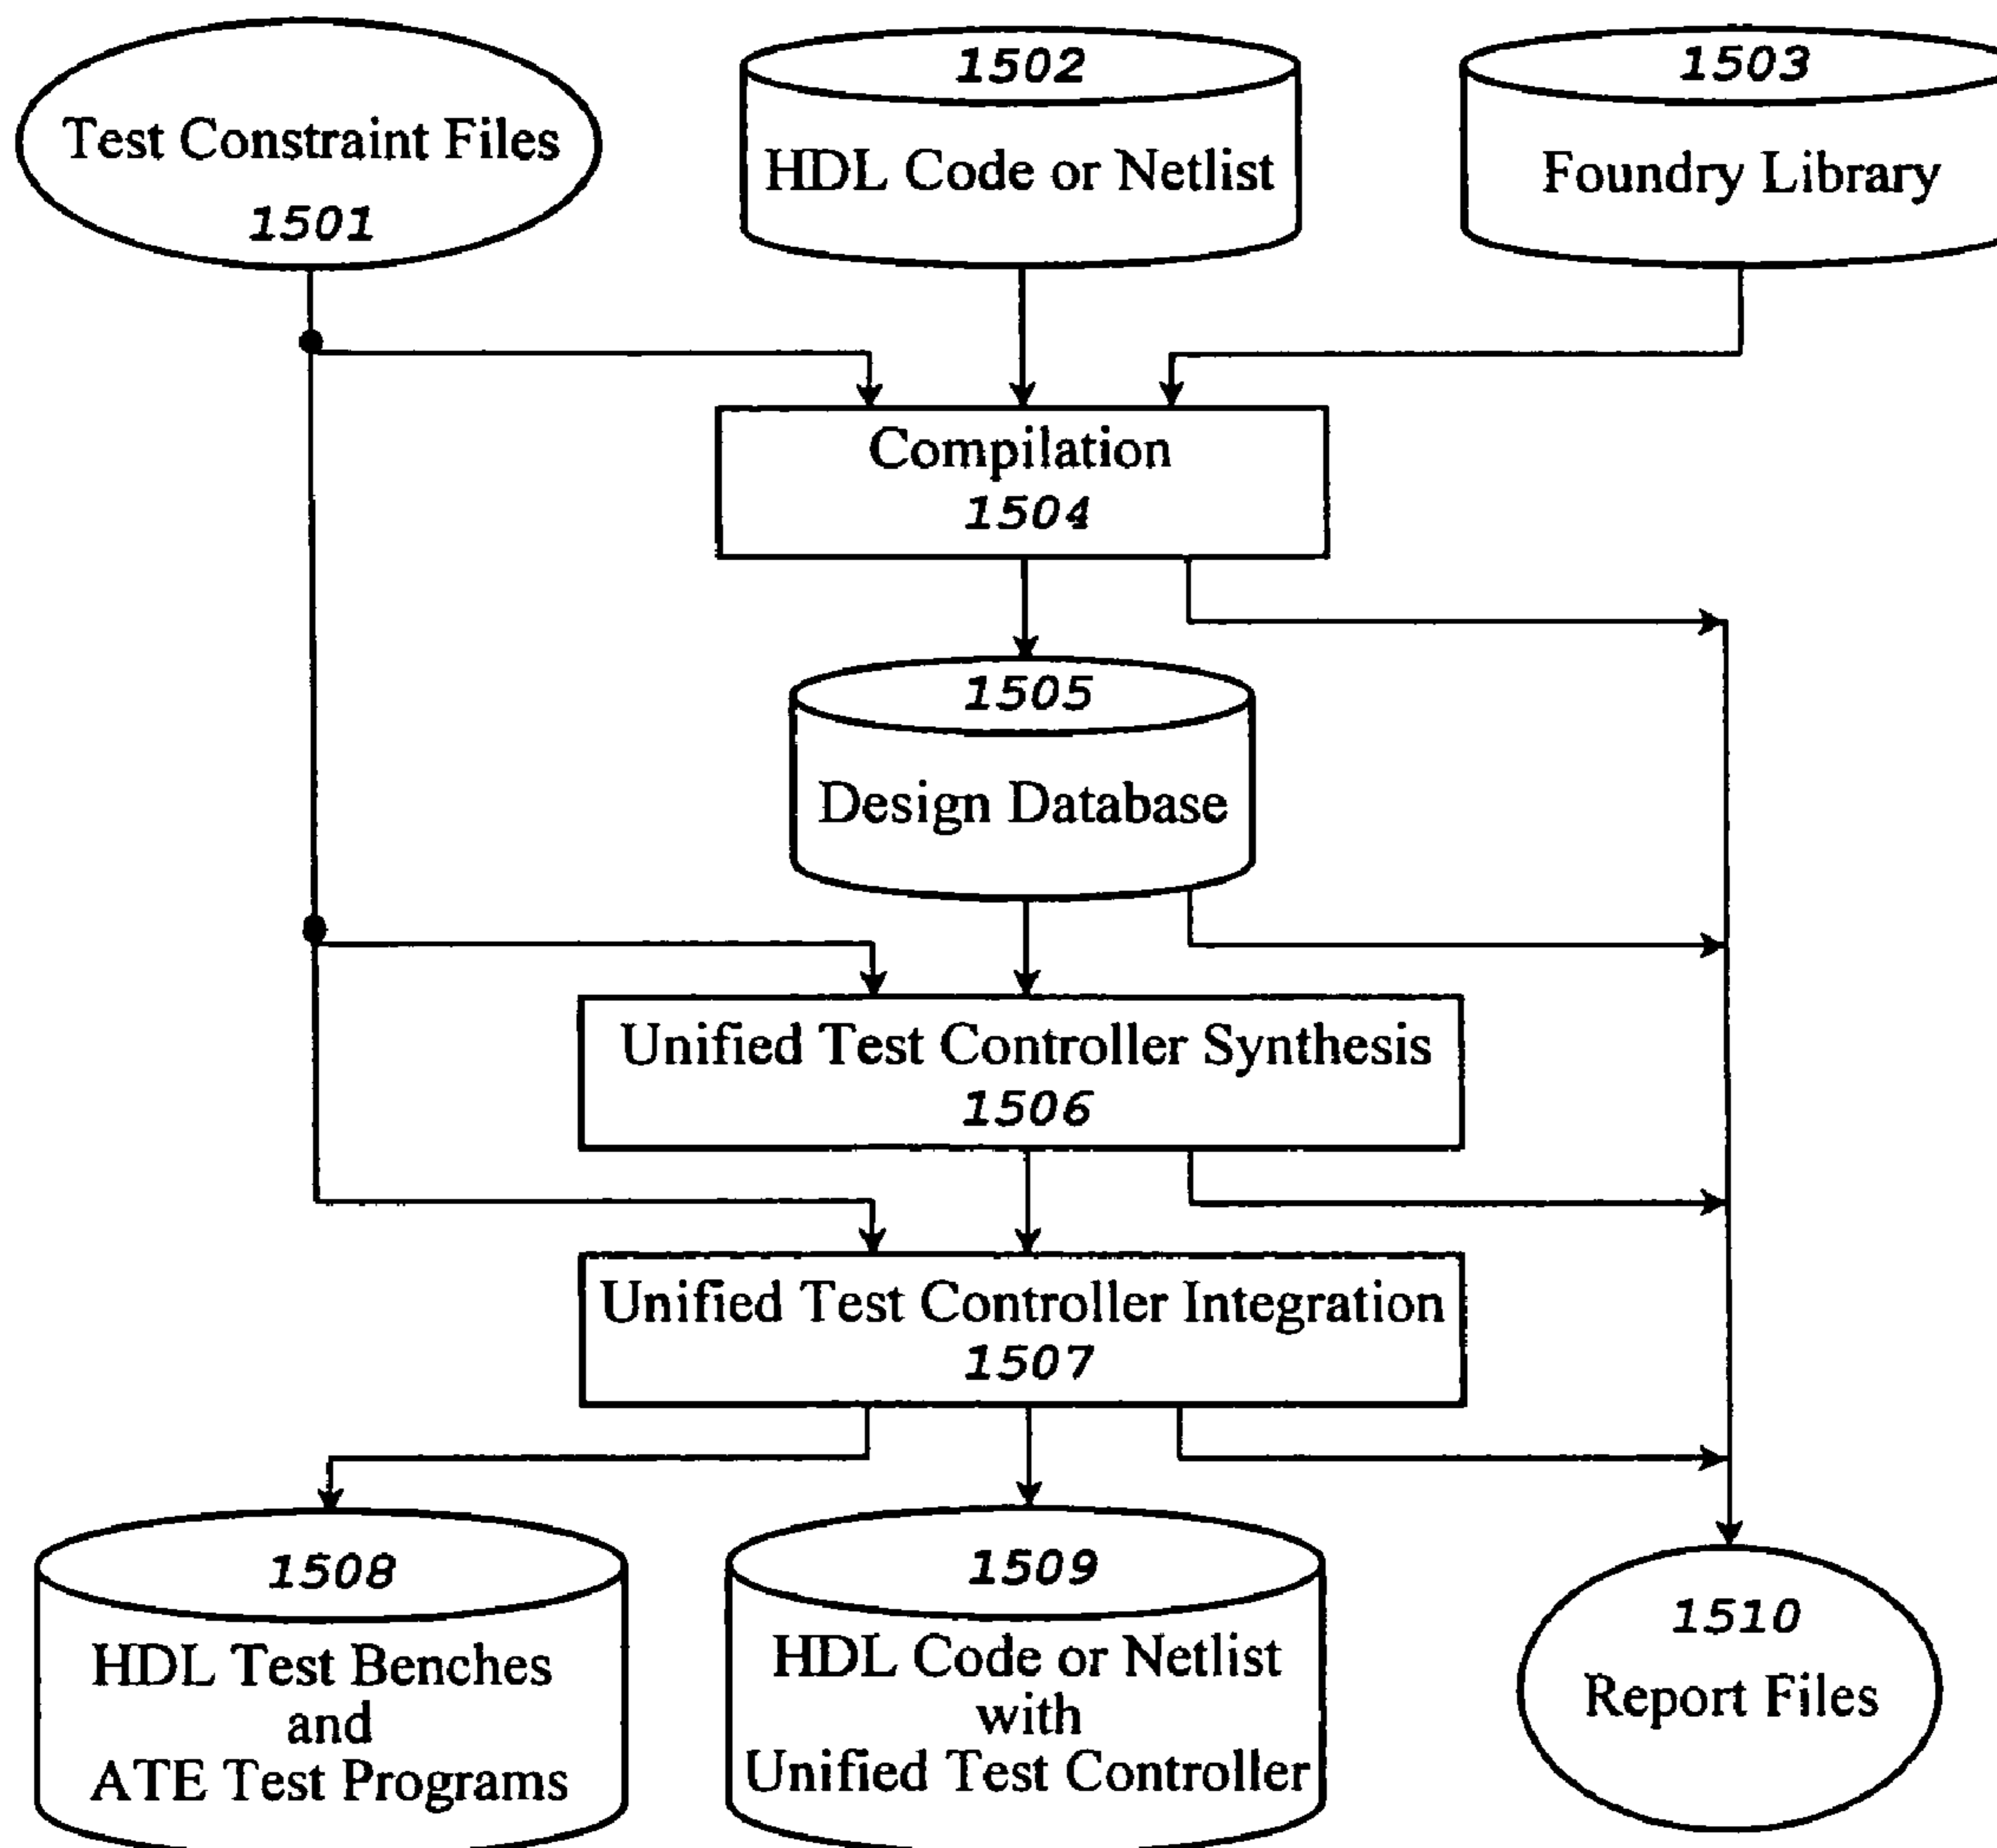 Test Constraint Files
1501
1502
HDL Code or Netlist
1503
Foundry Library
Compilation
1504
1505
Design Database
Unified Test Controller Synthesis
1506
Unified Test Controller Integration
1507
1508
HDL Test Benches
and
ATE Test Programs
1509
HDL Code or Netlist
with
Unified Test Controller
1510
Report Files